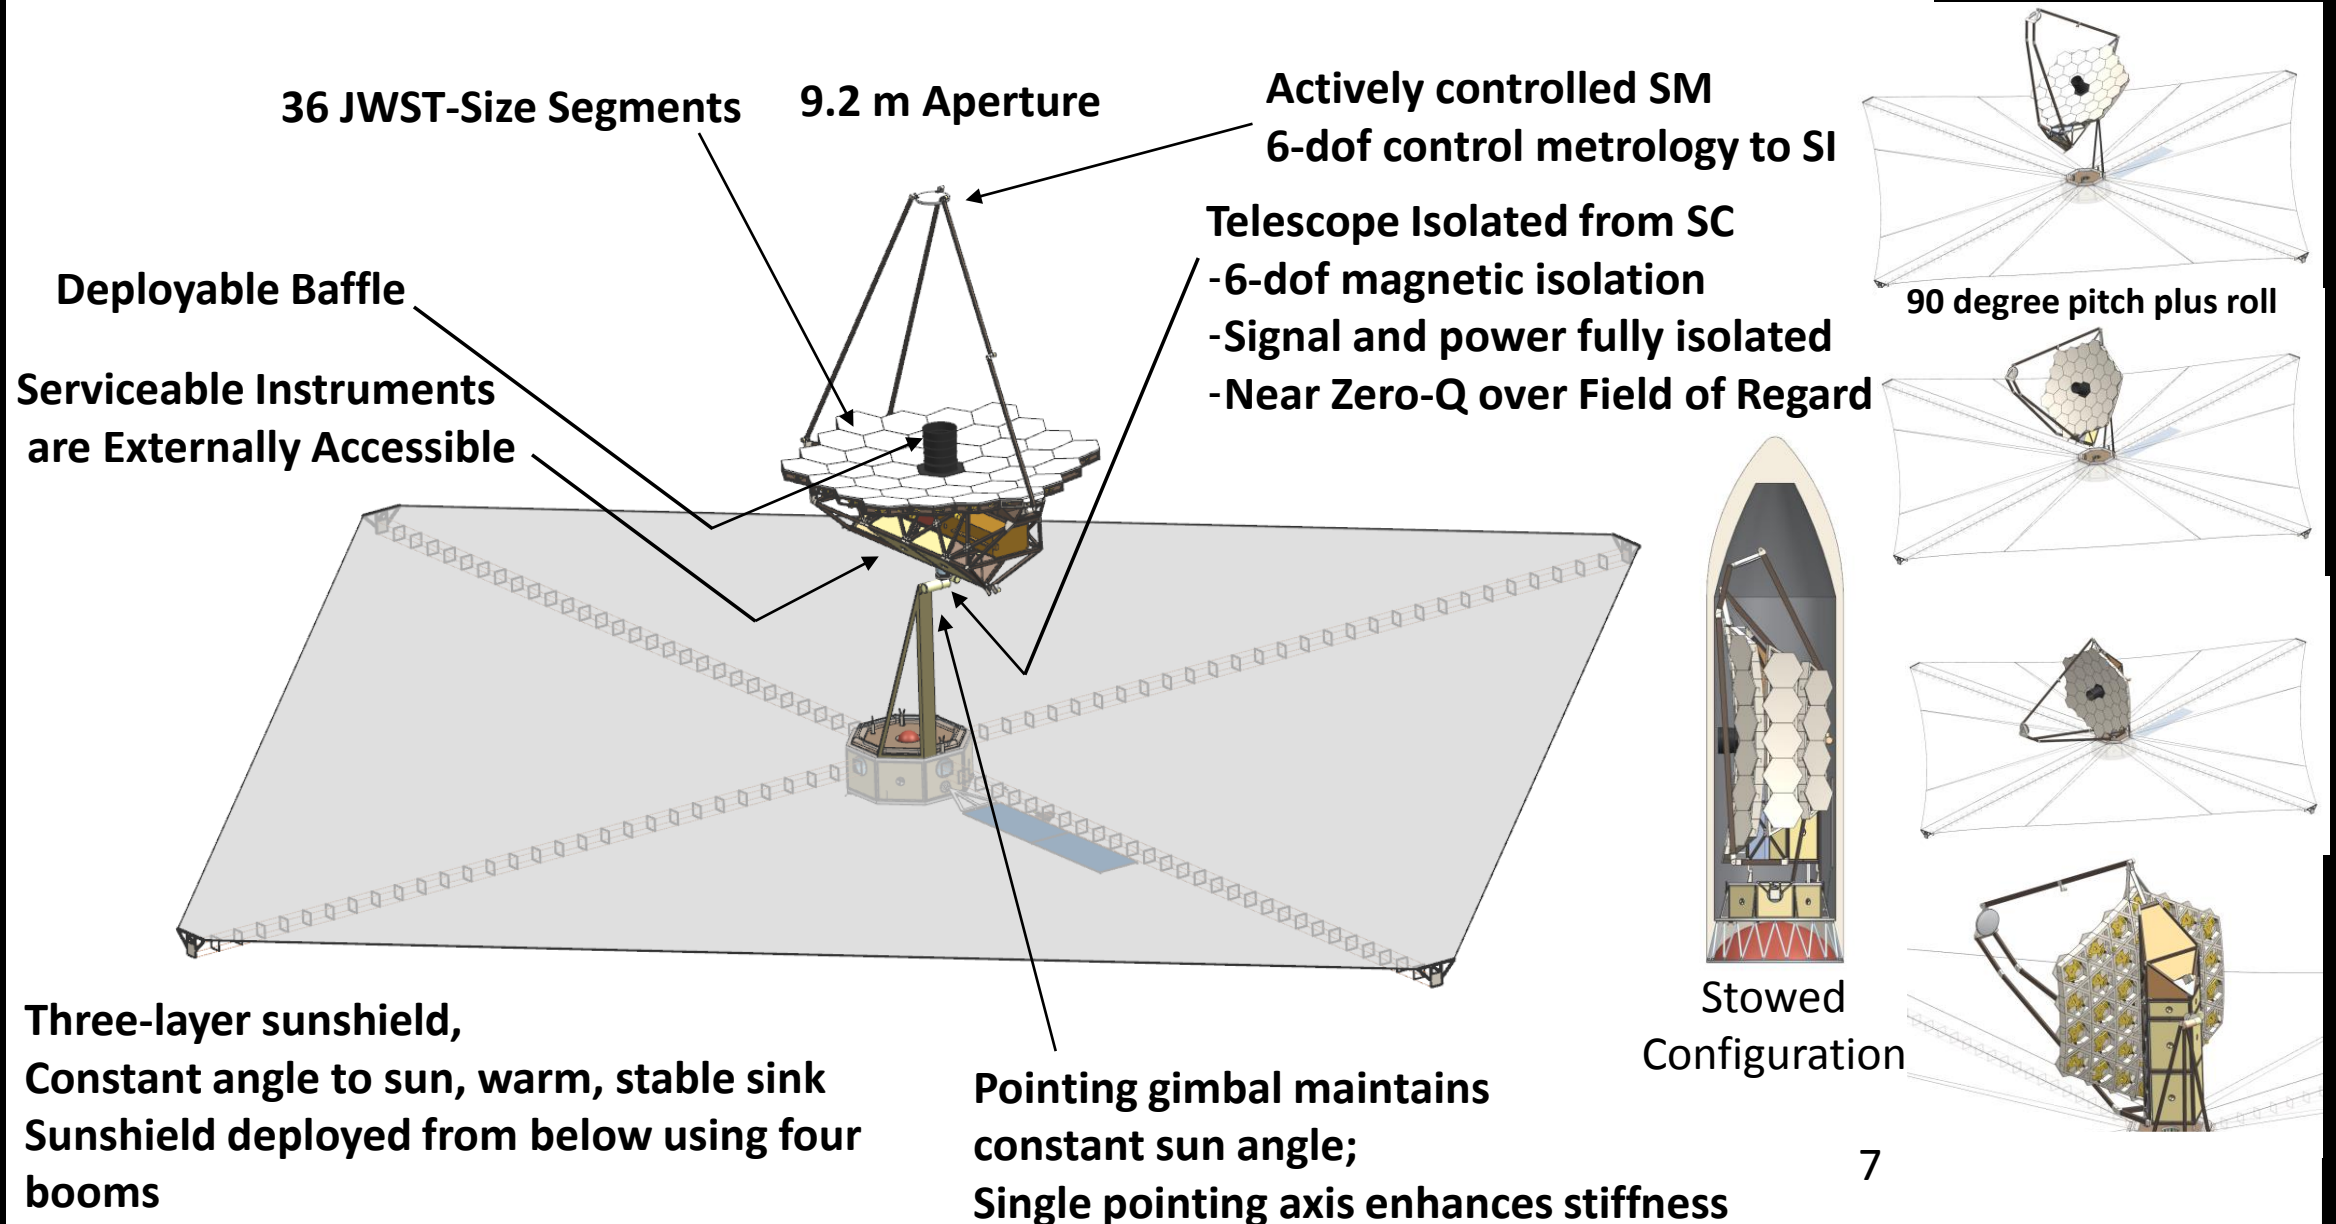 36 JWST-Size Segments
9.2 m Aperture
Actively controlled SM
6-dof control metrology to SI
Telescope Isolated from SC
-6-dof magnetic isolation
-Signal and power fully isolated
-Near Zero-Q over Field of Regard
Deployable Baffle
Serviceable Instruments
are Externally Accessible
90 degree pitch plus roll
Stowed
Configuration
Three-layer sunshield,
Constant angle to sun, warm, stable sink
Sunshield deployed from below using four
booms
Pointing gimbal maintains
constant sun angle;
Single pointing axis enhances stiffness
7